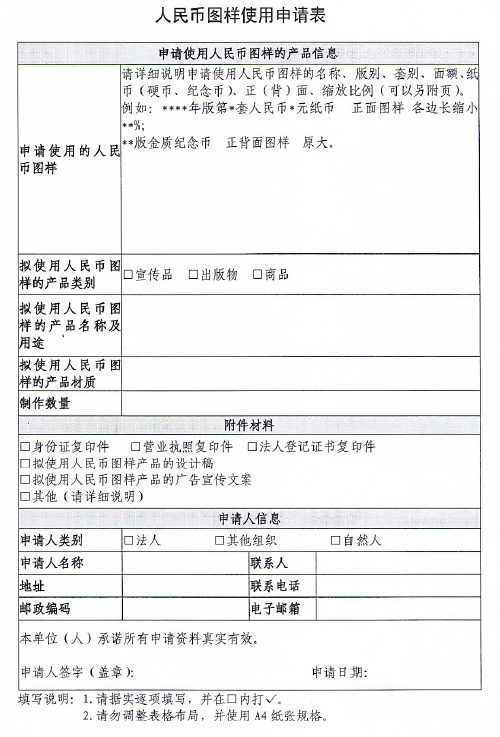 人民币图样使用申请表
申请使用人民币图样的产品信息
申请使用的人民
币图样
请详细说明申请使用人民币图样的名称、版别、套别、面额、纸
币（硬币、纪念币）、正（背）面、缩放比例（可以另附页）。
例如：****年版第*套人民币*元纸币 正面图样 各边长缩小
**%;
**版金质纪念币 正背面图样 原大。
拟使用人民币图
样的产品类别
□宣传品 □出版物 □商品
拟使用人民币图
样的产品名称及
用途
拟使用人民币图
样的产品材质
制作数量
附件材料
□身份证复印件 □营业执照复印件 □法人登记证书复印件
□拟使用人民币图样产品的设计稿
□拟使用人民币图样产品的广告宣传文案
□其他（请详细说明）
申请人信息
申请人类别 □法人 □其他组织 □自然人
申请人名称 联系人
地址 联系电话
邮政编码 电子邮箱
本单位（人）承诺所有申请资料真实有效。
申请人签字（盖章）： 申请日期：
填写说明：1.请据实逐项填写，并在□内打✓。
2.请勿调整表格布局，并使用 A4 纸张规格。